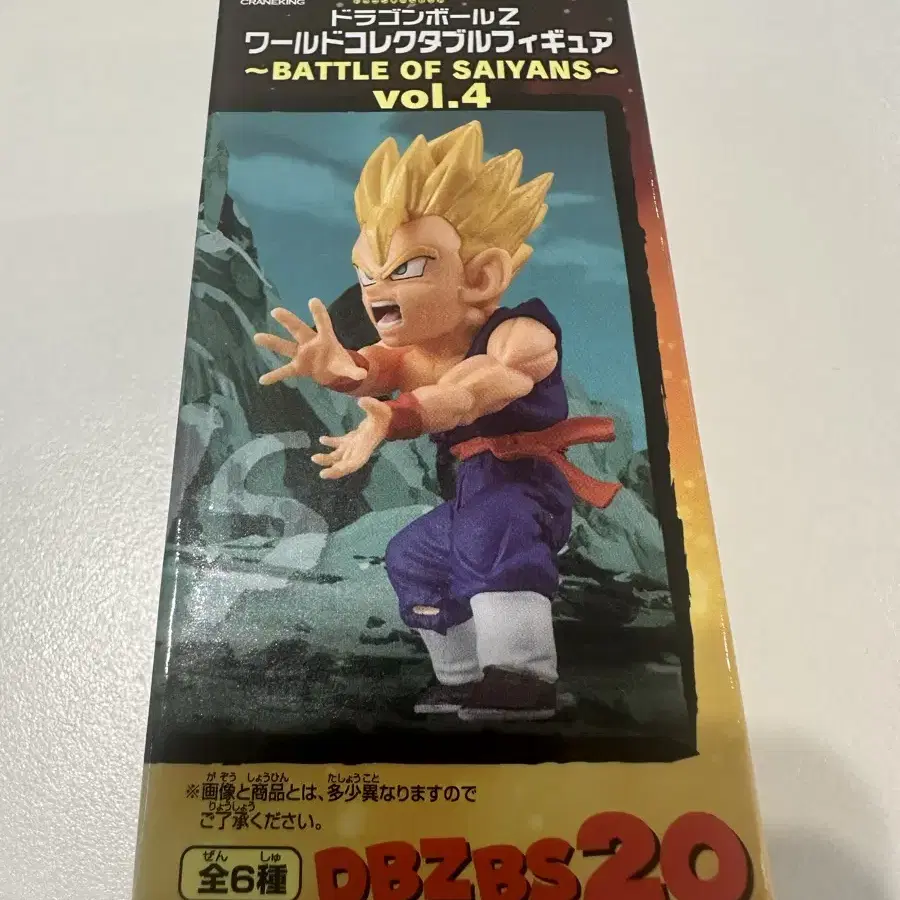 CRANEKING
ドラゴンボールZ
ワールドコレクタブルフィギュア
～BATTLE OF SAIYANS～
vol.4
※画像と商品とは、多少異なりますので
ご了承ください。
全6種
DBZBS20